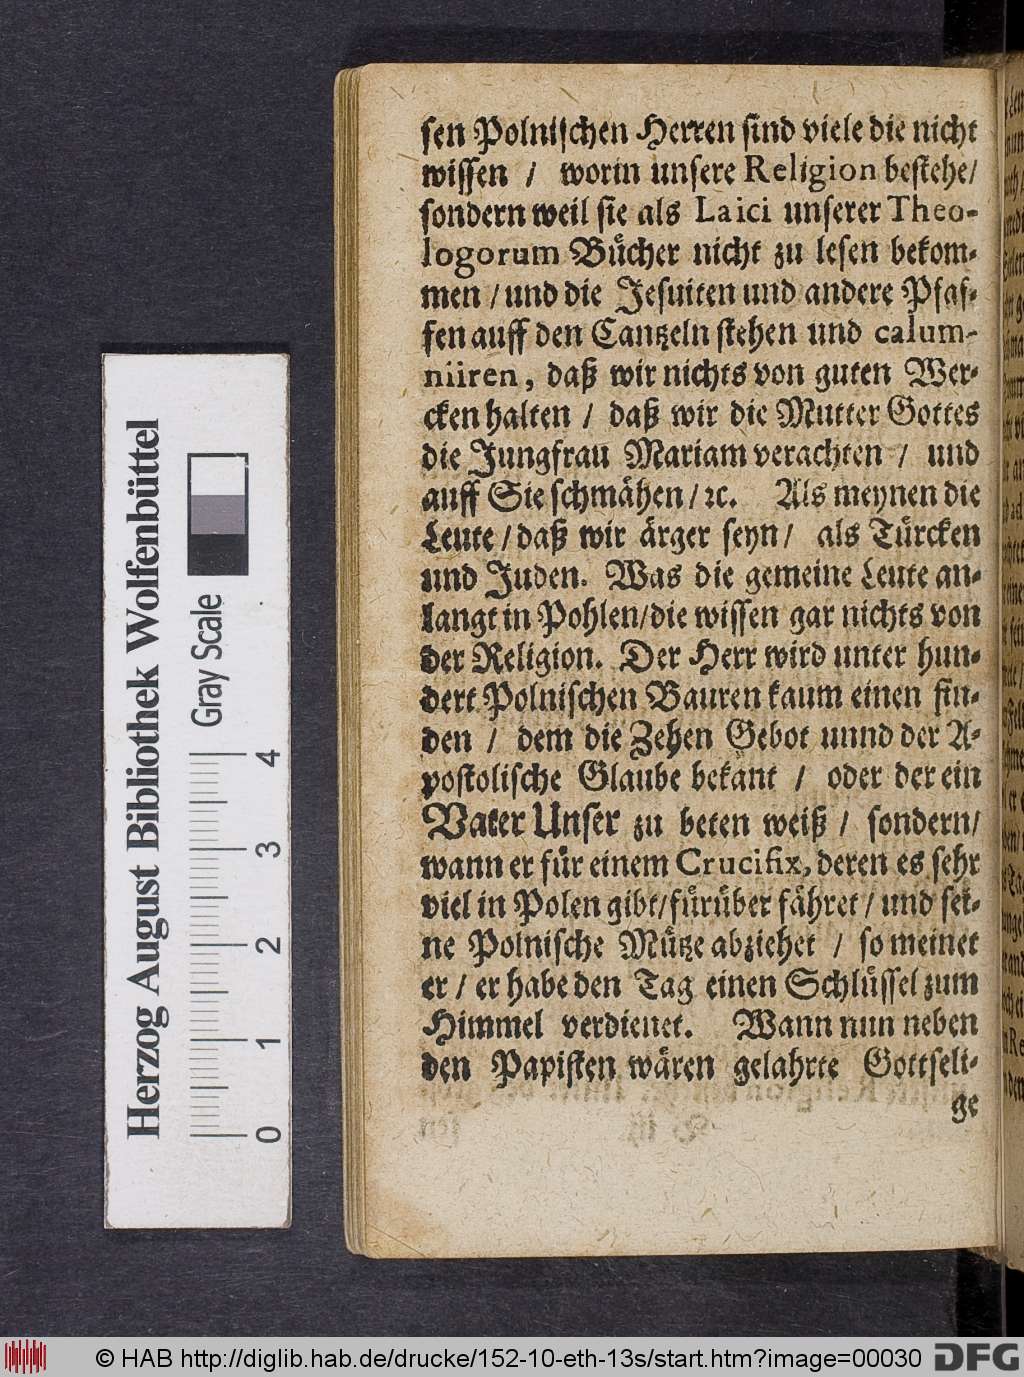 sen Polnischen Herren sind viele die nicht
wissen / worin unsere Religion bestehe/
sondern weil sie als Laici unserer Theo-
logorum Bücher nicht zu lesen bekom-
men / und die Jesuiten und andere Pfaf-
fen auff den Cantzeln stehen und calum-
niiren, daß wir nichts von guten Wer-
cken halten / daß wir die Mutter Gottes
die Jungfrau Mariam verachten / und
auff Sie schmähen / ꝛc. Als meynen die
Leute / daß wir ärger seyn / als Türcken
und Juden. Was die gemeine Leute an-
langt in Pohlen/die wissen gar nichts von
der Religion. Der Herr wird unter hun-
dert Polnischen Bauren kaum einen fin-
den / dem die Zehen Gebot unnd der A-
postolische Glaube bekant / oder der ein
Vater Unser zu beten weiß / sondern/
wann er für einem Crucifix, deren es sehr
viel in Polen gibt/fürüber fähret / und sei-
ne Polnische Mütze abziehet / so meinet
er / er habe den Tag einen Schlüssel zum
Himmel verdienet. Wann nun neben
den Papisten wären gelahrte Gottseli-
ge
Herzog August Bibliothek Wolfenbüttel
Gray Scale
0 1 2 3 4
© HAB http://diglib.hab.de/drucke/152-10-eth-13s/start.htm?image=00030
DFG